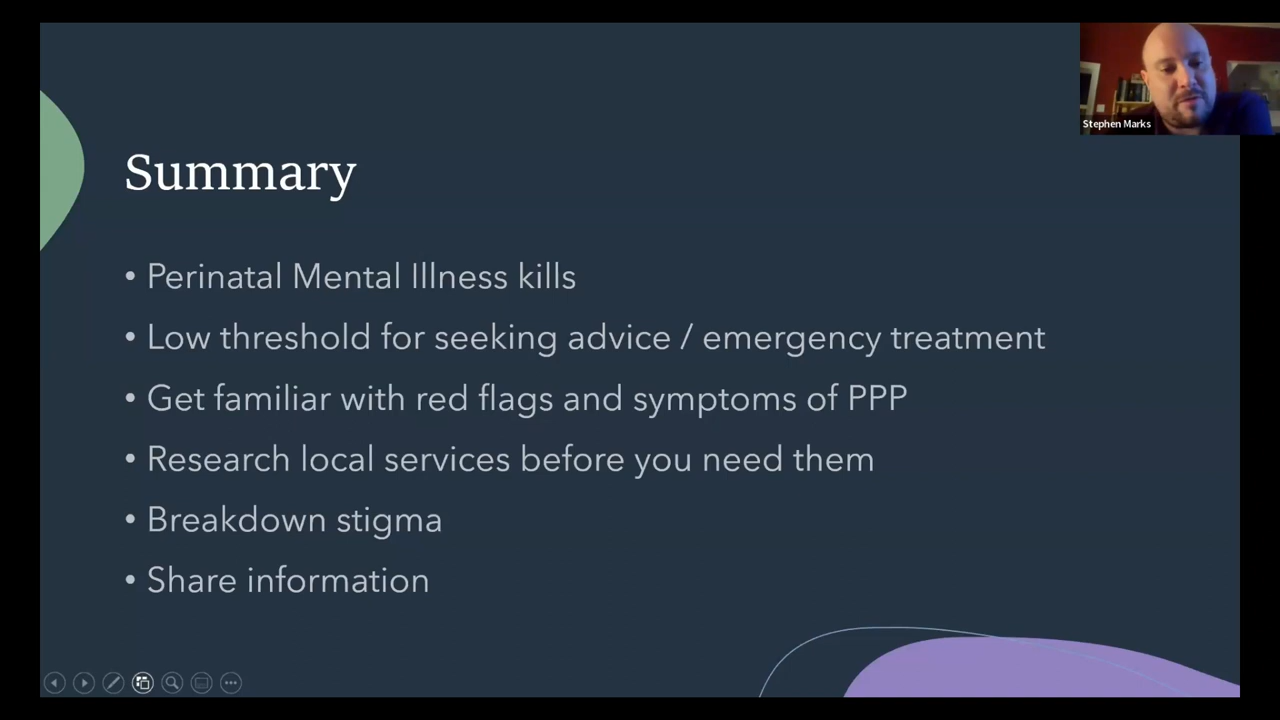 Stephen Marks
Summary
• Perinatal Mental Illness kills
• Low threshold for seeking advice / emergency treatment
• Get familiar with red flags and symptoms of PPP
• Research local services before you need them
• Breakdown stigma
• Share information